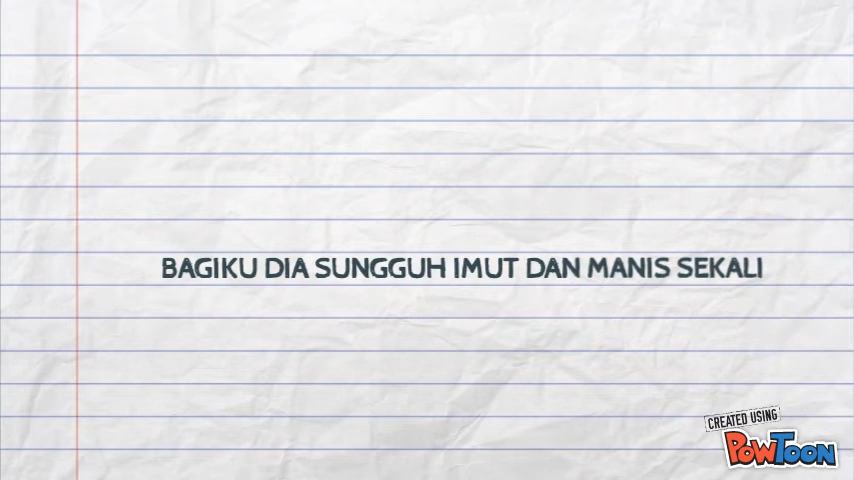 BAGIKU DIA SUNGGUH IMUT DAN MANIS SEKALI
CREATED USING
POWTOON